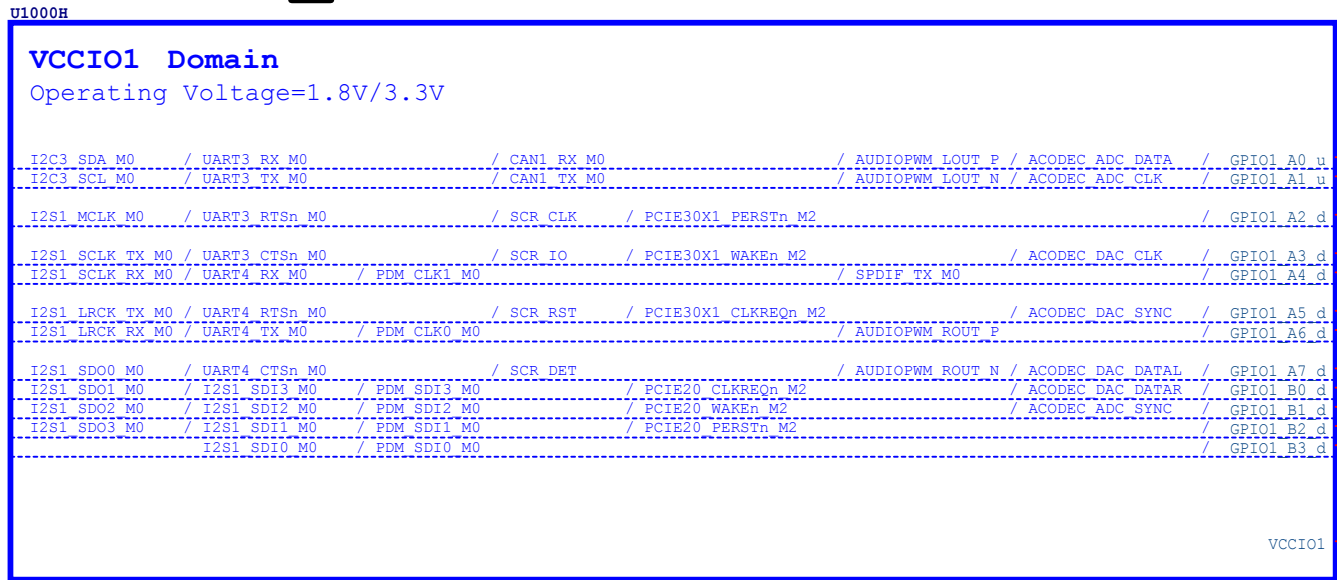 U1000H
VCCIO1 Domain
Operating Voltage=1.8V/3.3V
I2C3_SDA_M0 / UART3_RX_M0 / CAN1_RX_M0 / AUDIOPWM_LOUT_P / ACODEC_ADC_DATA / GPIO1_A0_u
I2C3_SCL_M0 / UART3_TX_M0 / CAN1_TX_M0 / AUDIOPWM_LOUT_N / ACODEC_ADC_CLK / GPIO1_A1_u
I2S1_MCLK_M0 / UART3_RTSn_M0 / SCR_CLK / PCIE30X1_PERSTn_M2 / GPIO1_A2_d
I2S1_SCLK_TX_M0 / UART3_CTSn_M0 / SCR_IO / PCIE30X1_WAKEn_M2 / ACODEC_DAC_CLK / GPIO1_A3_d
I2S1_SCLK_RX_M0 / UART4_RX_M0 / PDM_CLK1_M0 / SPDIF_TX_M0 / GPIO1_A4_d
I2S1_LRCK_TX_M0 / UART4_RTSn_M0 / SCR_RST / PCIE30X1_CLKREQn_M2 / ACODEC_DAC_SYNC / GPIO1_A5_d
I2S1_LRCK_RX_M0 / UART4_TX_M0 / PDM_CLK0_M0 / AUDIOPWM_ROUT_P / GPIO1_A6_d
I2S1_SDO0_M0 / UART4_CTSn_M0 / SCR_DET / AUDIOPWM_ROUT_N / ACODEC_DAC_DATAL / GPIO1_A7_d
I2S1_SDO1_M0 / I2S1_SDI3_M0 / PDM_SDI3_M0 / PCIE20_CLKREQn_M2 / ACODEC_DAC_DATAR / GPIO1_B0_d
I2S1_SDO2_M0 / I2S1_SDI2_M0 / PDM_SDI2_M0 / PCIE20_WAKEn_M2 / ACODEC_ADC_SYNC / GPIO1_B1_d
I2S1_SDO3_M0 / I2S1_SDI1_M0 / PDM_SDI1_M0 / PCIE20_PERSTn_M2 / GPIO1_B2_d
I2S1_SDI0_M0 / PDM_SDI0_M0 / GPIO1_B3_d
VCCIO1